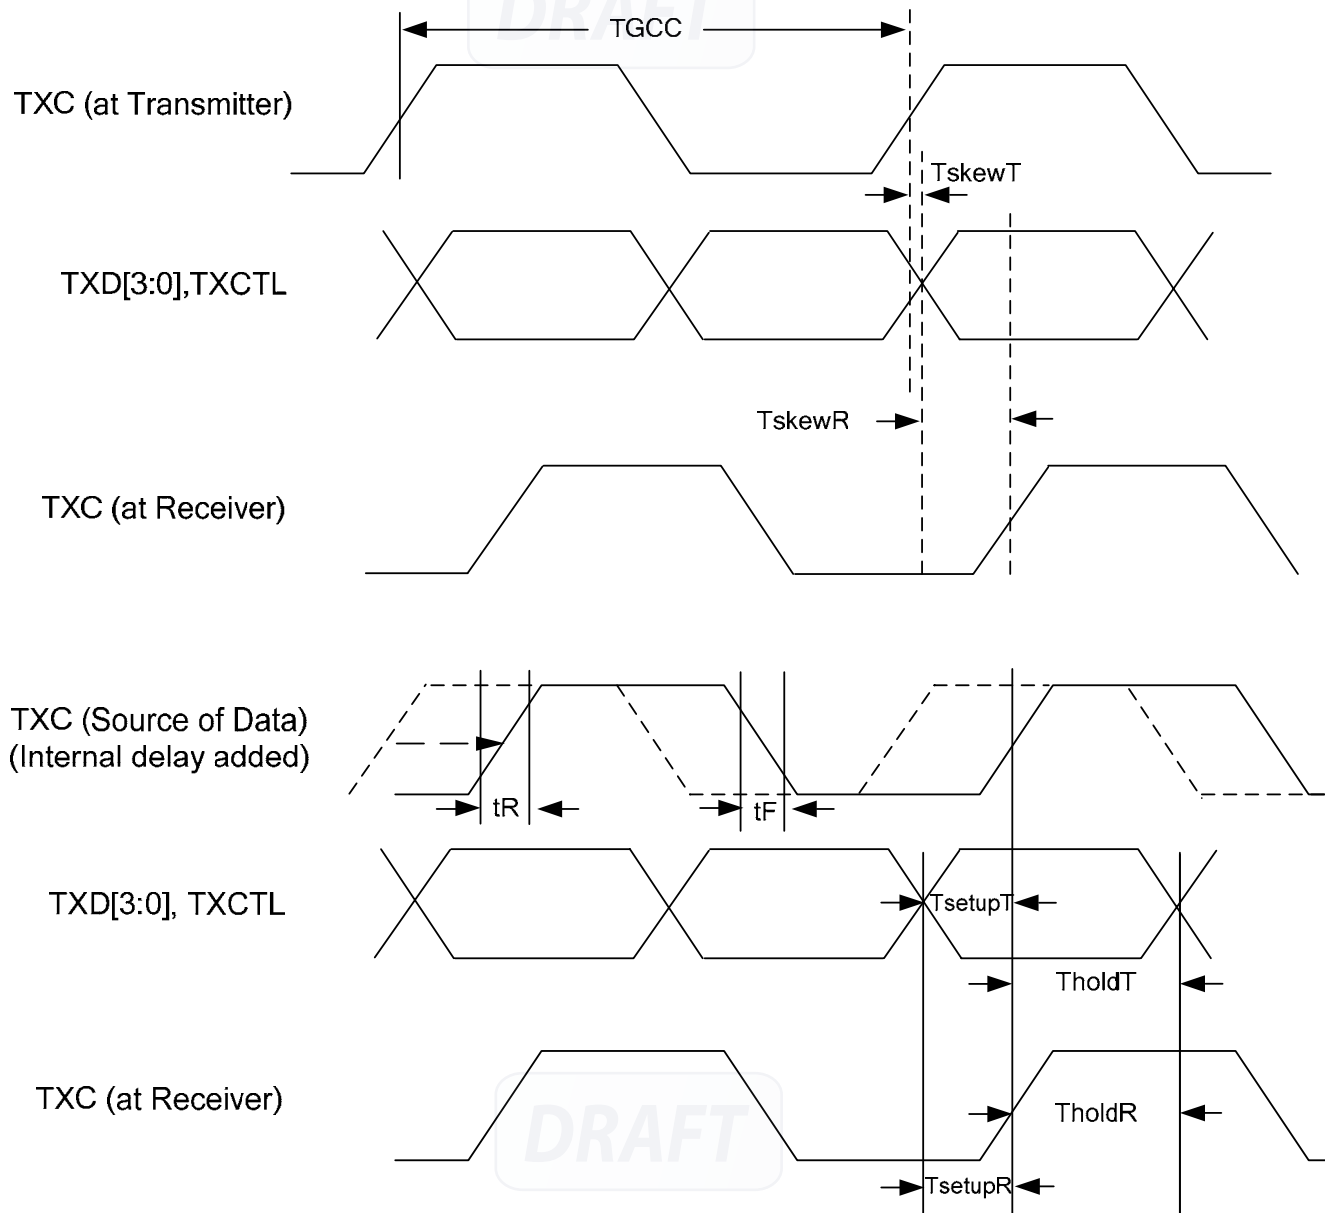 DRAFT
TGCC
TXC (at Transmitter)
TskewT
TXD[3:0],TXCTL
TskewR
TXC (at Receiver)
TXC (Source of Data)
(Internal delay added)
tR
tF
TXD[3:0], TXCTL
TsetupT
TholdT
TXC (at Receiver)
TholdR
DRAFT
TsetupR